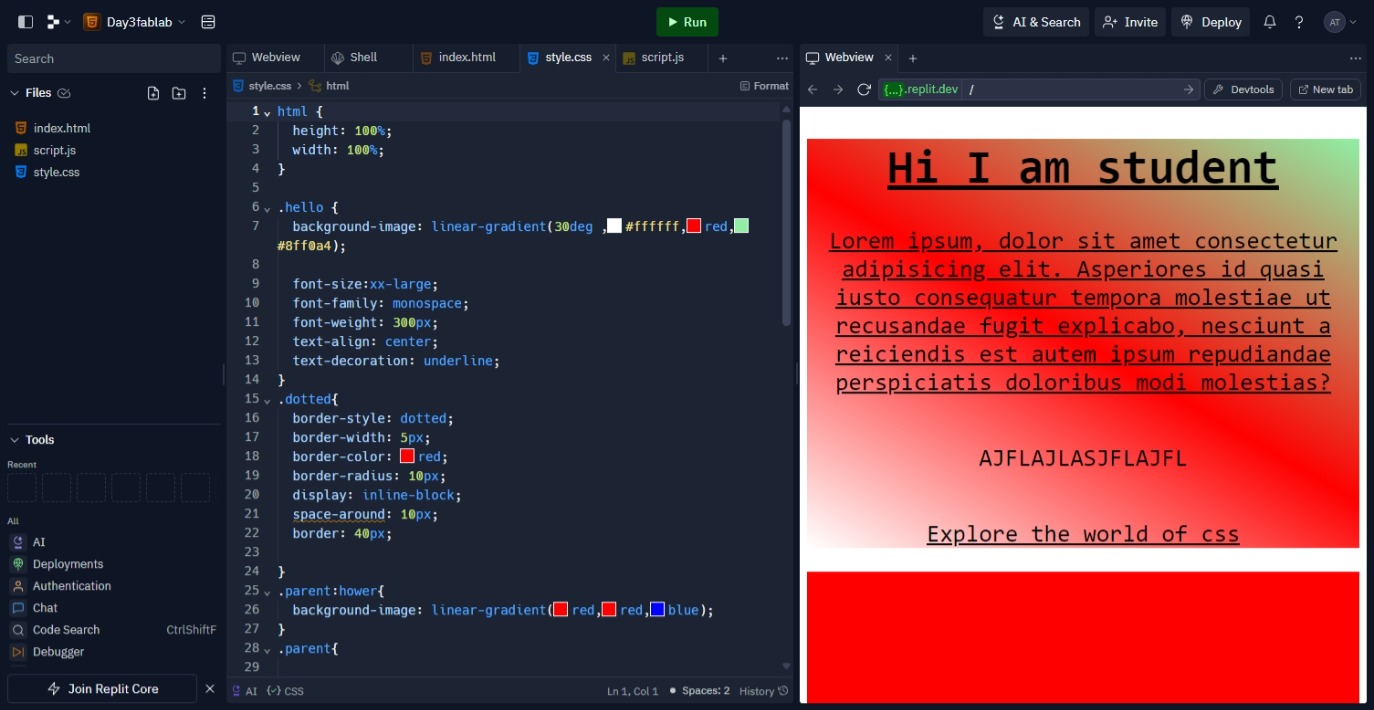 Day3fablab
Run
AI & Search
Invite
Deploy
AT
Search
Files
index.html
script.js
style.css
Tools
Recent
All
AI
Deployments
Authentication
Chat
Code Search CtrlShiftF
Debugger
Join Replit Core
Webview
Shell
index.html
style.css
script.js
style.css > html
Format
1 html {
2 height: 100%;
3 width: 100%;
4 }
5
6 .hello {
7 background-image: linear-gradient(30deg ,#ffffff,red,
#8ff0a4);
8
9 font-size:xx-large;
10 font-family: monospace;
11 font-weight: 300px;
12 text-align: center;
13 text-decoration: underline;
14 }
15 .dotted{
16 border-style: dotted;
17 border-width: 5px;
18 border-color: red;
19 border-radius: 10px;
20 display: inline-block;
21 space-around: 10px;
22 border: 40px;
23
24 }
25 .parent:hower{
26 background-image: linear-gradient(red,red,blue);
27 }
28 .parent{
29
AI
CSS
Ln 1, Col 1
Spaces: 2
History
Webview
{...}.replit.dev /
Devtools
New tab
Hi I am student
Lorem ipsum, dolor sit amet consectetur
adipisicing elit. Asperiores id quasi
iusto consequatur tempora molestiae ut
recusandae fugit explicabo, nesciunt a
reiciendis est autem ipsum repudiandae
perspiciatis doloribus modi molestias?
AJFLAJLASJFLAJFL
Explore the world of css